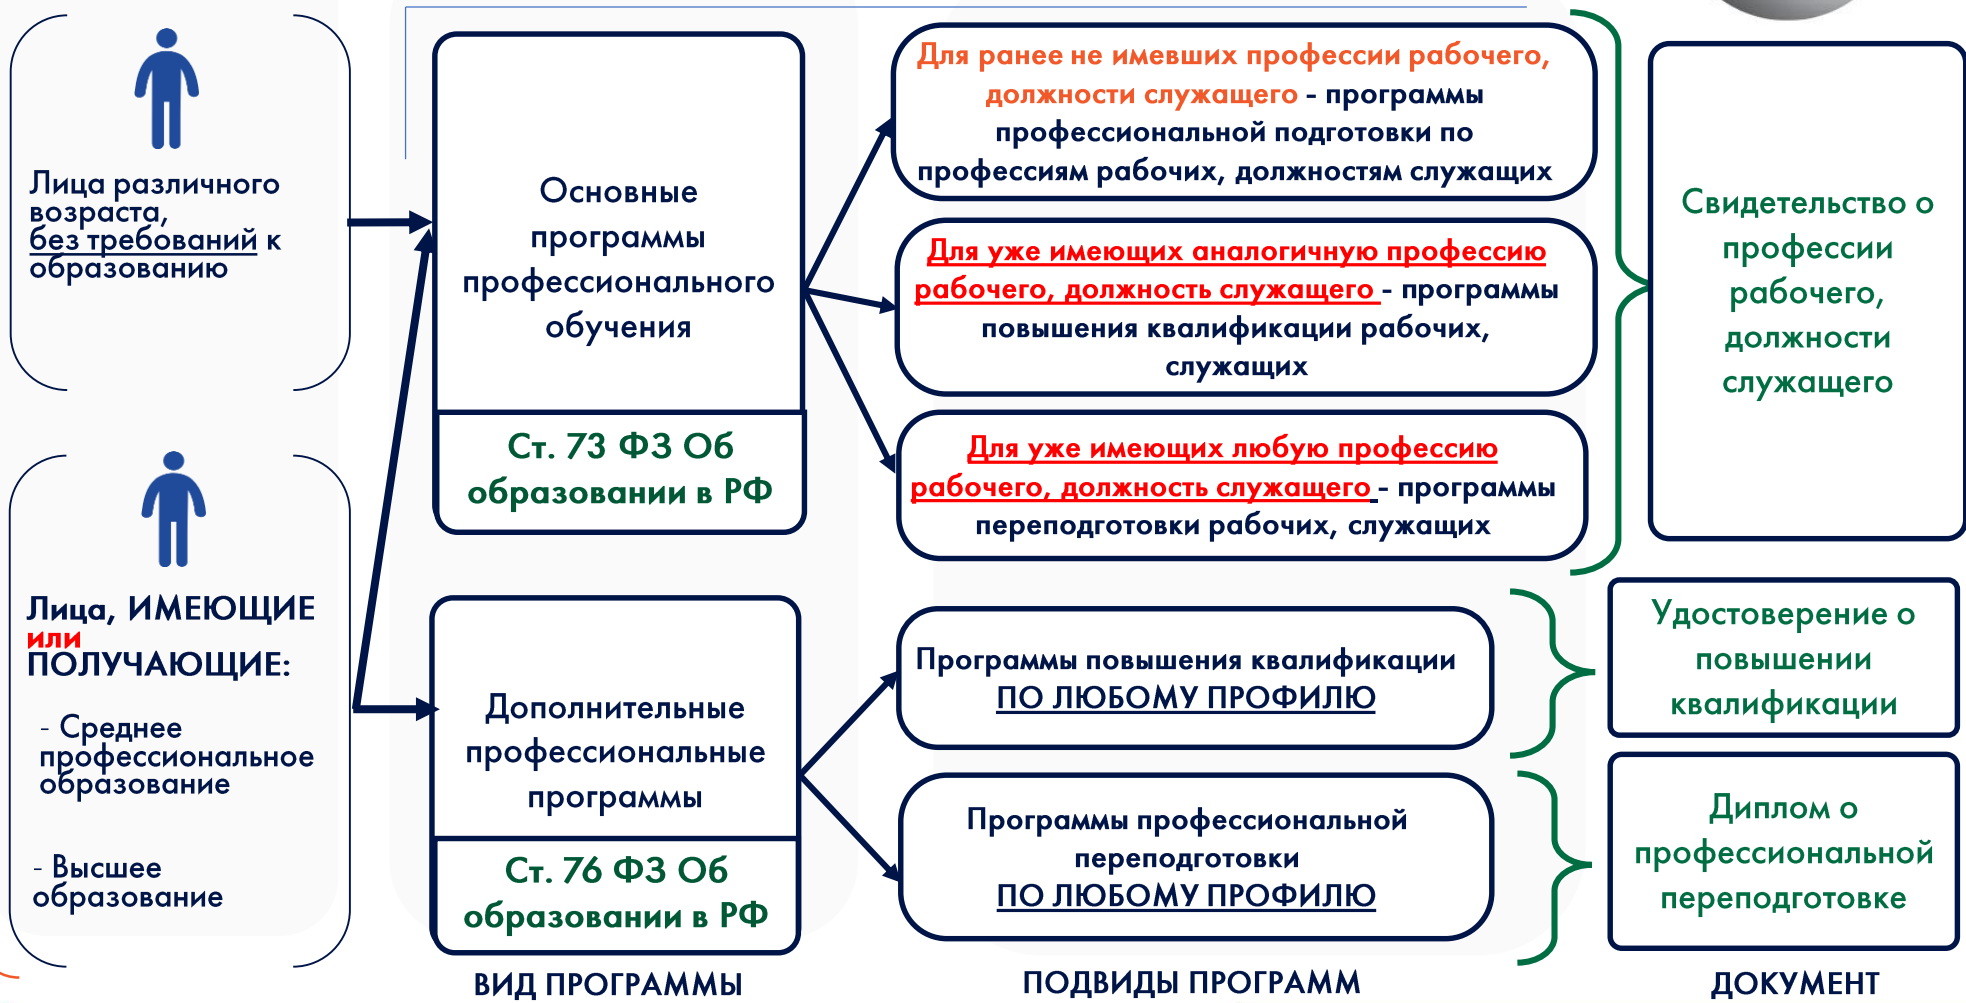 Лица различного
возраста,
без требований к
образованию
Лица, ИМЕЮЩИЕ
или
ПОЛУЧАЮЩИЕ:
- Среднее
профессиональное
образование
- Высшее
образование
Основные
программы
профессионального
обучения
Ст. 73 ФЗ Об
образовании в РФ
Дополнительные
профессиональные
программы
Ст. 76 ФЗ Об
образовании в РФ
ВИД ПРОГРАММЫ
Для ранее не имевших профессии рабочего,
должности служащего - программы
профессиональной подготовки по
профессиям рабочих, должностям служащих
Для уже имеющих аналогичную профессию
рабочего, должность служащего - программы
повышения квалификации рабочих,
служащих
Для уже имеющих любую профессию
рабочего, должность служащего - программы
переподготовки рабочих, служащих
Программы повышения квалификации
ПО ЛЮБОМУ ПРОФИЛЮ
Программы профессиональной
переподготовки
ПО ЛЮБОМУ ПРОФИЛЮ
ПОДВИДЫ ПРОГРАММ
Свидетельство о
профессии
рабочего,
должности
служащего
Удостоверение о
повышении
квалификации
Диплом о
профессиональной
переподготовке
ДОКУМЕНТ